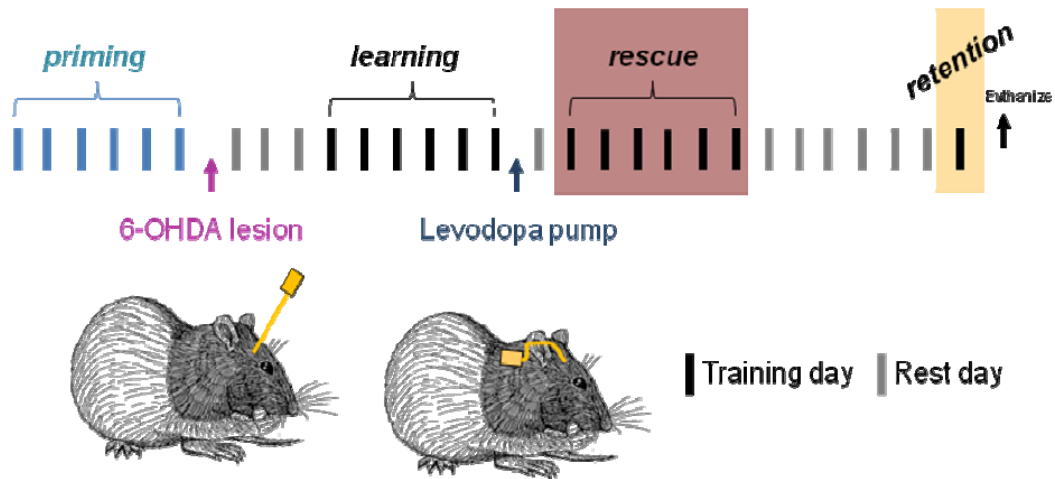 priming
learning
rescue
retention
Euthanize
6-OHDA lesion
Levodopa pump
Training day
Rest day